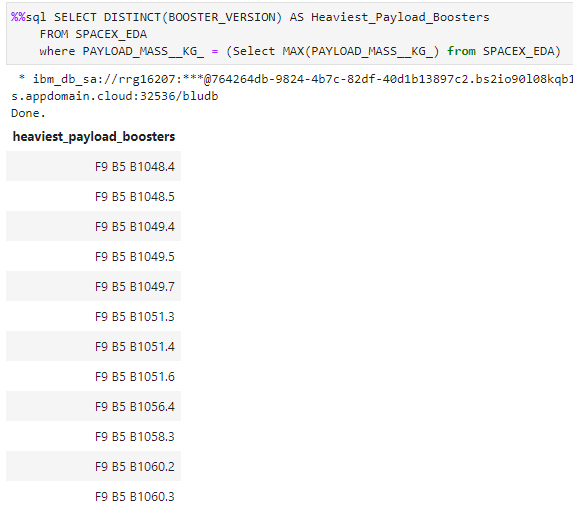 %%sql SELECT DISTINCT(BOOSTER_VERSION) AS Heaviest_Payload_Boosters
FROM SPACEX_EDA
where PAYLOAD_MASS__KG_ = (Select MAX(PAYLOAD_MASS__KG_) from SPACEX_EDA)
* ibm_db_sa://rrg16207:***@764264db-9824-4b7c-82df-40d1b13897c2.bs2io90l08kqb1
s.appdomain.cloud:32536/bludb
Done.
heaviest_payload_boosters
F9 B5 B1048.4
F9 B5 B1048.5
F9 B5 B1049.4
F9 B5 B1049.5
F9 B5 B1049.7
F9 B5 B1051.3
F9 B5 B1051.4
F9 B5 B1051.6
F9 B5 B1056.4
F9 B5 B1058.3
F9 B5 B1060.2
F9 B5 B1060.3